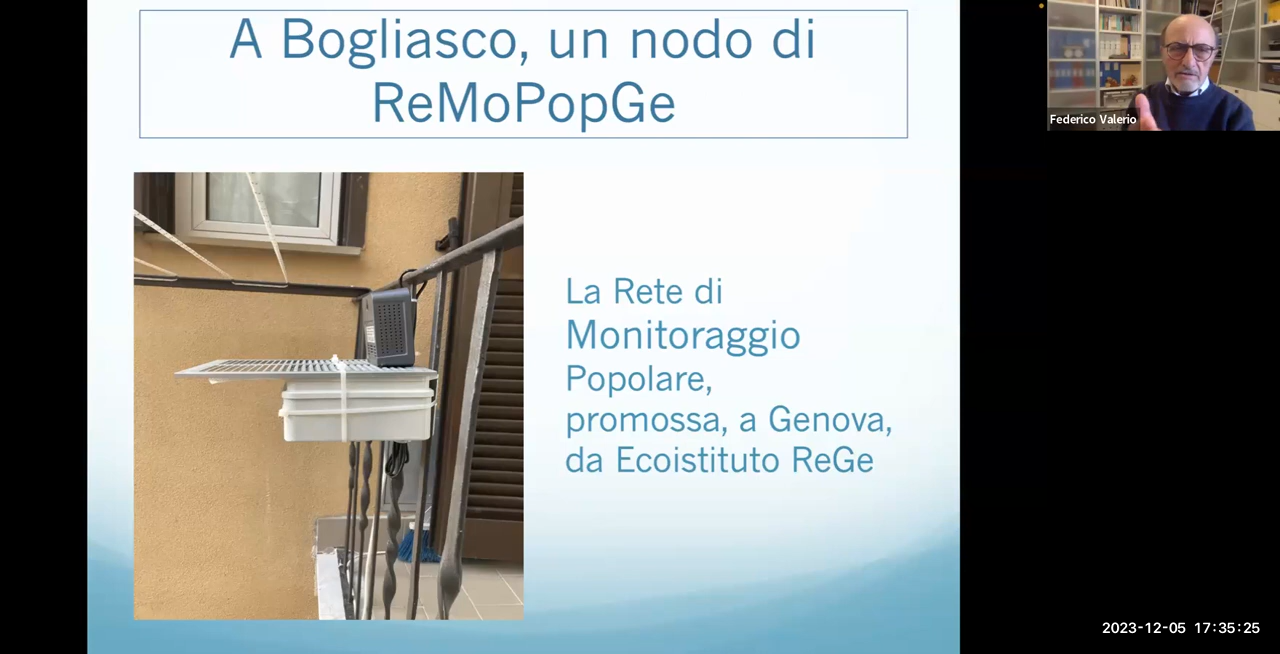 A Bogliasco, un nodo di
ReMoPopGe
La Rete di
Monitoraggio
Popolare,
promossa, a Genova,
da Ecoistituto ReGe
Federico Valerio
2023-12-05 17:35:25